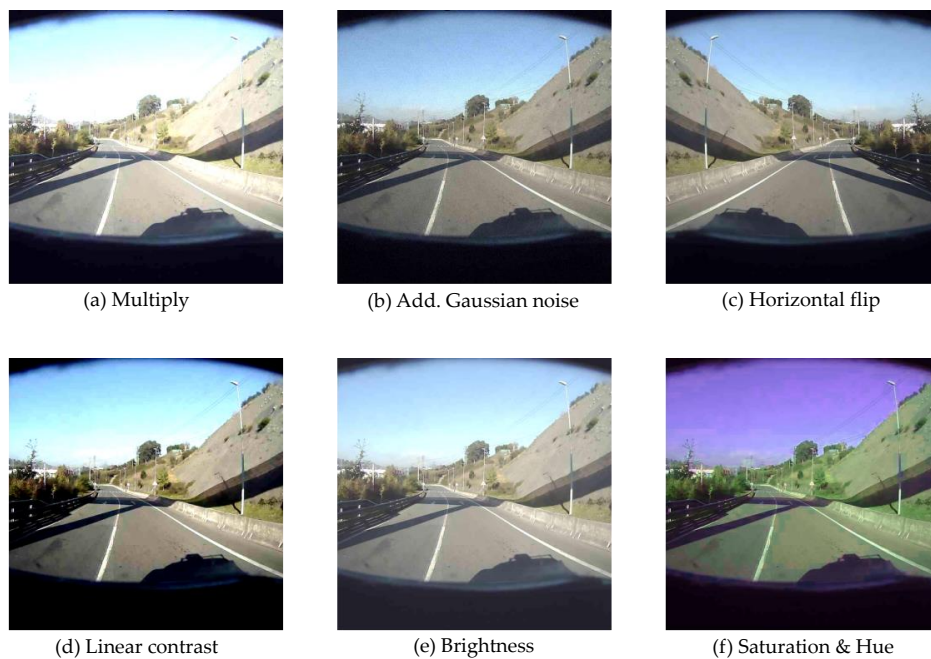 (a) Multiply
(b) Add. Gaussian noise
(c) Horizontal flip
(d) Linear contrast
(e) Brightness
(f) Saturation & Hue